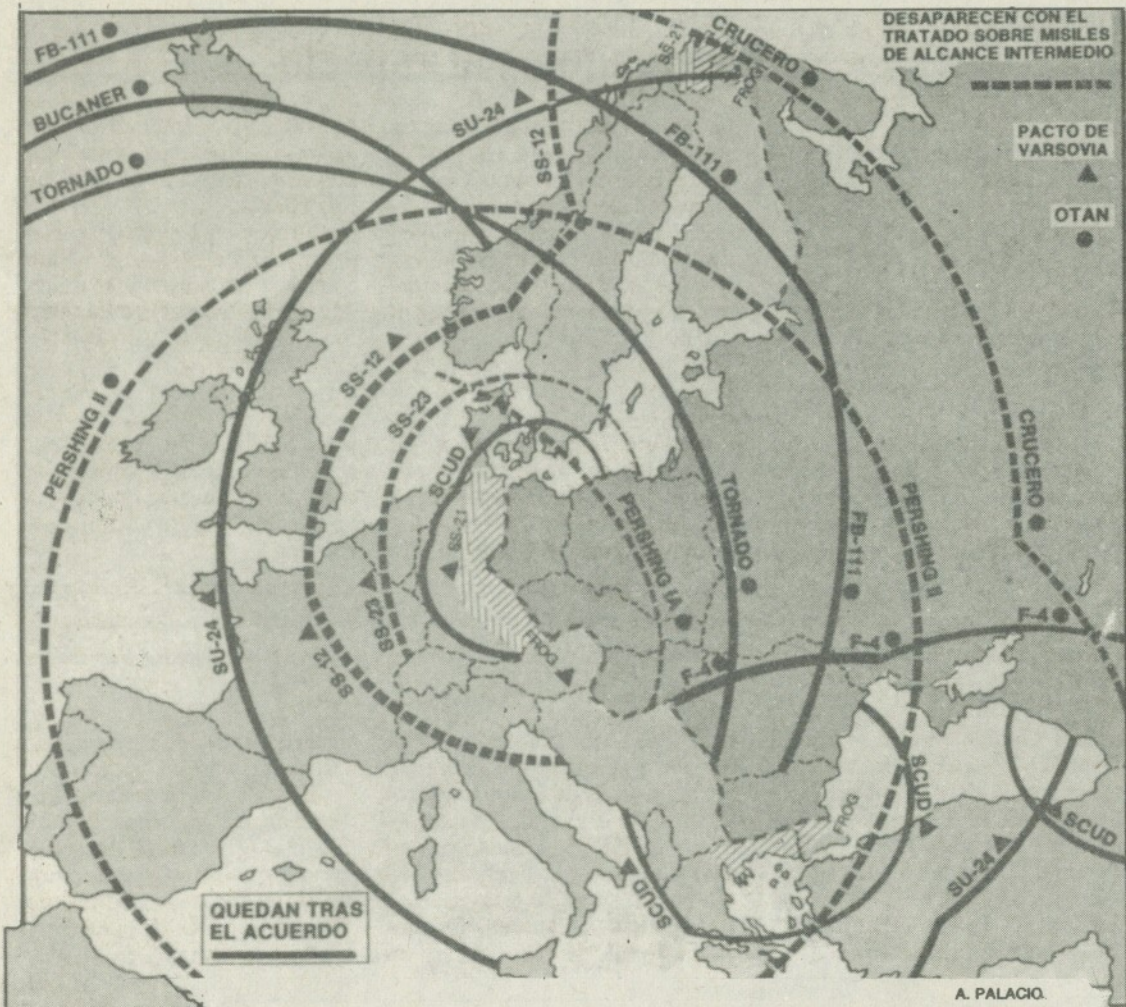 DESAPARECEN CON EL
TRATADO SOBRE MISILES
DE ALCANCE INTERMEDIO
PACTO DE
VARSOVIA
OTAN
FB-111
BUCANER
TORNADO
SU-24
SS-12
SS-21
FROG
CRUCERO
FB-111
PERSHING II
SS-12
SS-23
SCUD
SS-21
PERSHING IA
TORNADO
FB-111
PERSHING II
CRUCERO
SU-24
SS-12
SS-23
FROG
F-4
F-4
F-4
SCUD
FROG
SCUD
SU-24
SCUD
QUEDAN TRAS
EL ACUERDO
A. PALACIO.